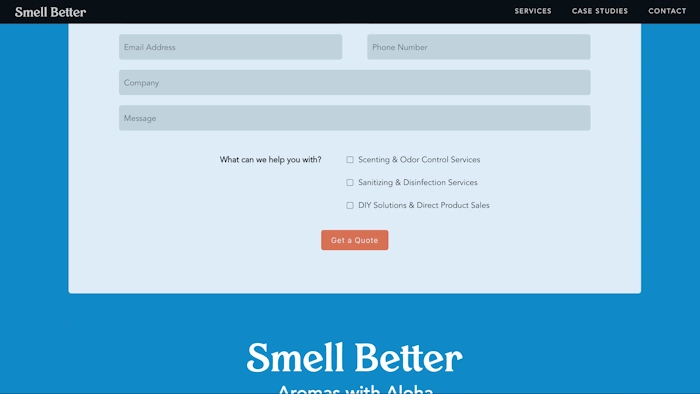 Smell Better SERVICES CASE STUDIES CONTACT
Email Address Phone Number
Company
Message
What can we help you with? Scenting & Odor Control Services
Sanitizing & Disinfection Services
DIY Solutions & Direct Product Sales
Get a Quote
Smell Better
Aromas with Aloha